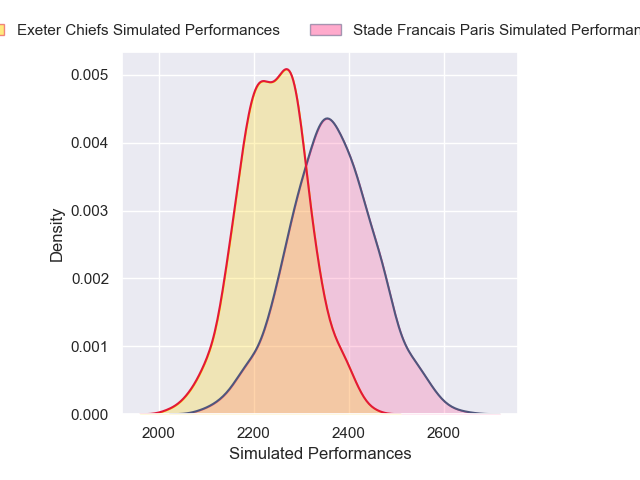 Exeter Chiefs Simulated Performances Stade Francais Paris Simulated
0.005
0.004
0.003
0.002
0.001
0.000
Density
2000 2200 2400 2600
Simulated Performances